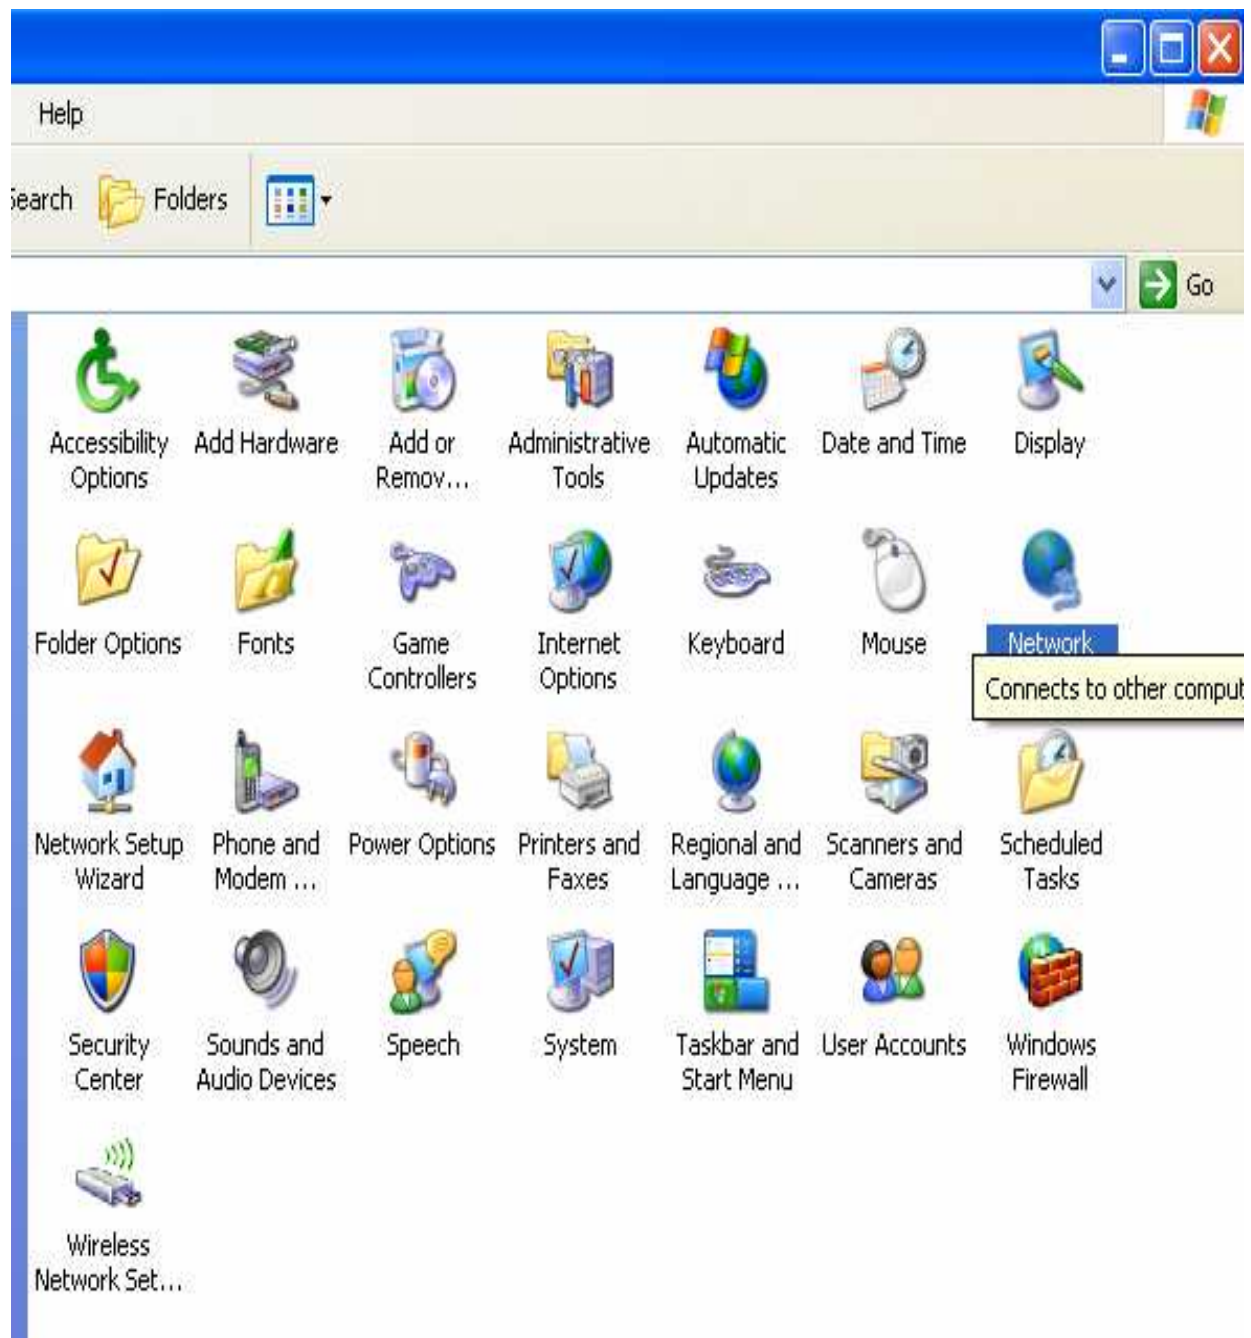 Help
Search Folders
Go
Accessibility Options
Add Hardware
Add or Remov...
Administrative Tools
Automatic Updates
Date and Time
Display
Folder Options
Fonts
Game Controllers
Internet Options
Keyboard
Mouse
Network
Connects to other comput
Network Setup Wizard
Phone and Modem ...
Power Options
Printers and Faxes
Regional and Language ...
Scanners and Cameras
Scheduled Tasks
Security Center
Sounds and Audio Devices
Speech
System
Taskbar and Start Menu
User Accounts
Windows Firewall
Wireless Network Set...